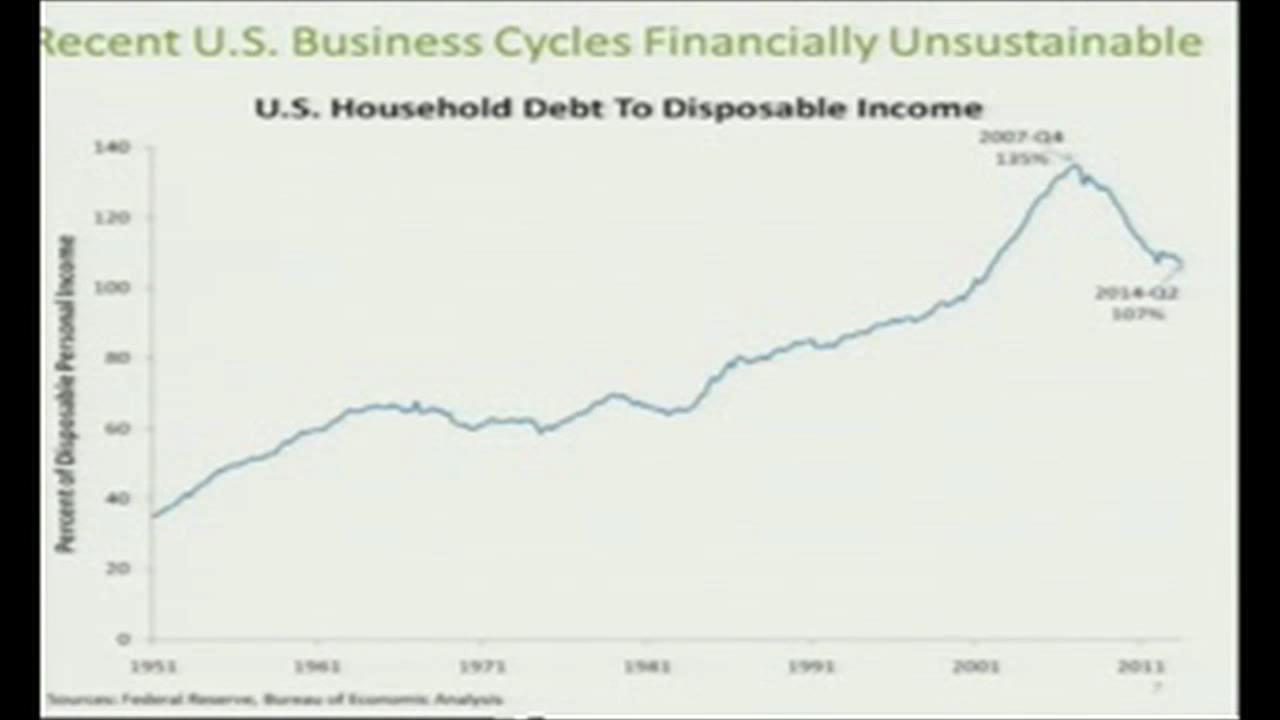 Recent U.S. Business Cycles Financially Unsustainable
U.S. Household Debt To Disposable Income
2007-Q4
135%
140
120
100
80
60
40
20
0
Percent of Disposable Personal Income
2014-Q2
107%
1951 1961 1971 1981 1991 2001 2011
7
Sources: Federal Reserve, Bureau of Economic Analysis